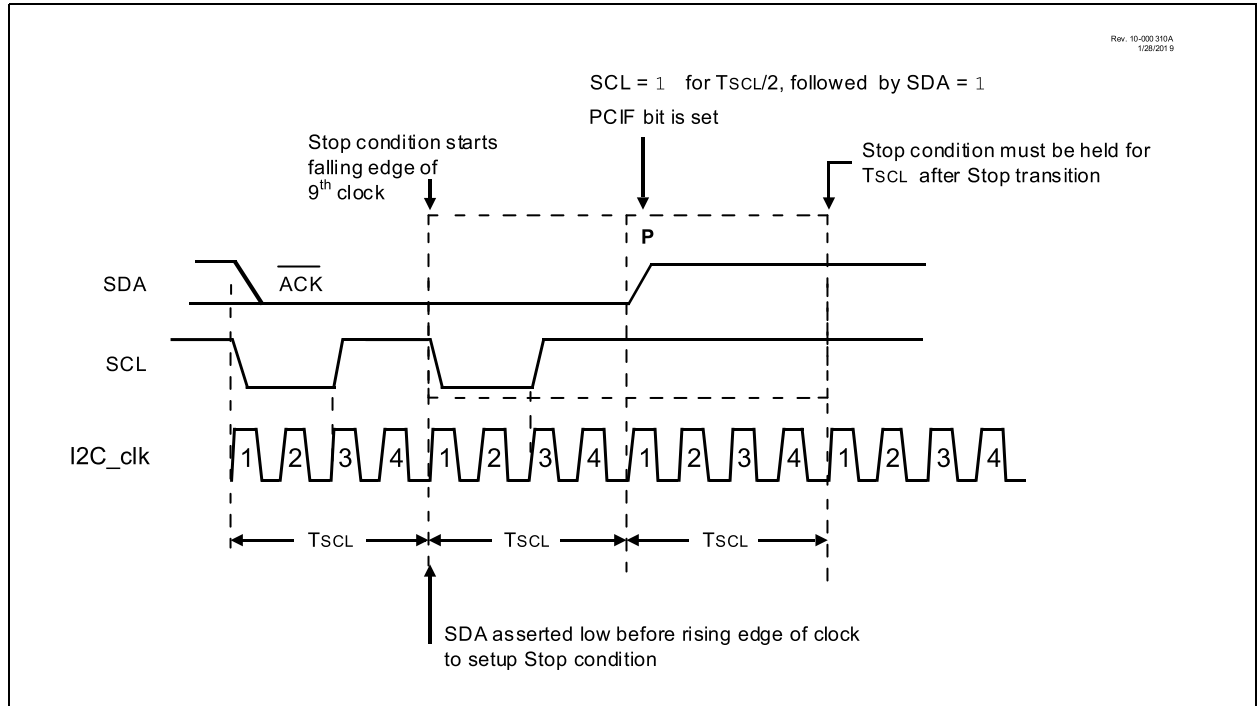 Rev. 10-000 310A
1/28/201 9
SCL = 1 for TSCL/2, followed by SDA = 1
PCIF bit is set
Stop condition starts
falling edge of
9th clock
Stop condition must be held for
TSCL after Stop transition
P
SDA
ACK
SCL
I2C_clk
1 2 3 4 1 2 3 4 1 2 3 4 1 2 3 4
TSCL TSCL TSCL
SDA asserted low before rising edge of clock
to setup Stop condition